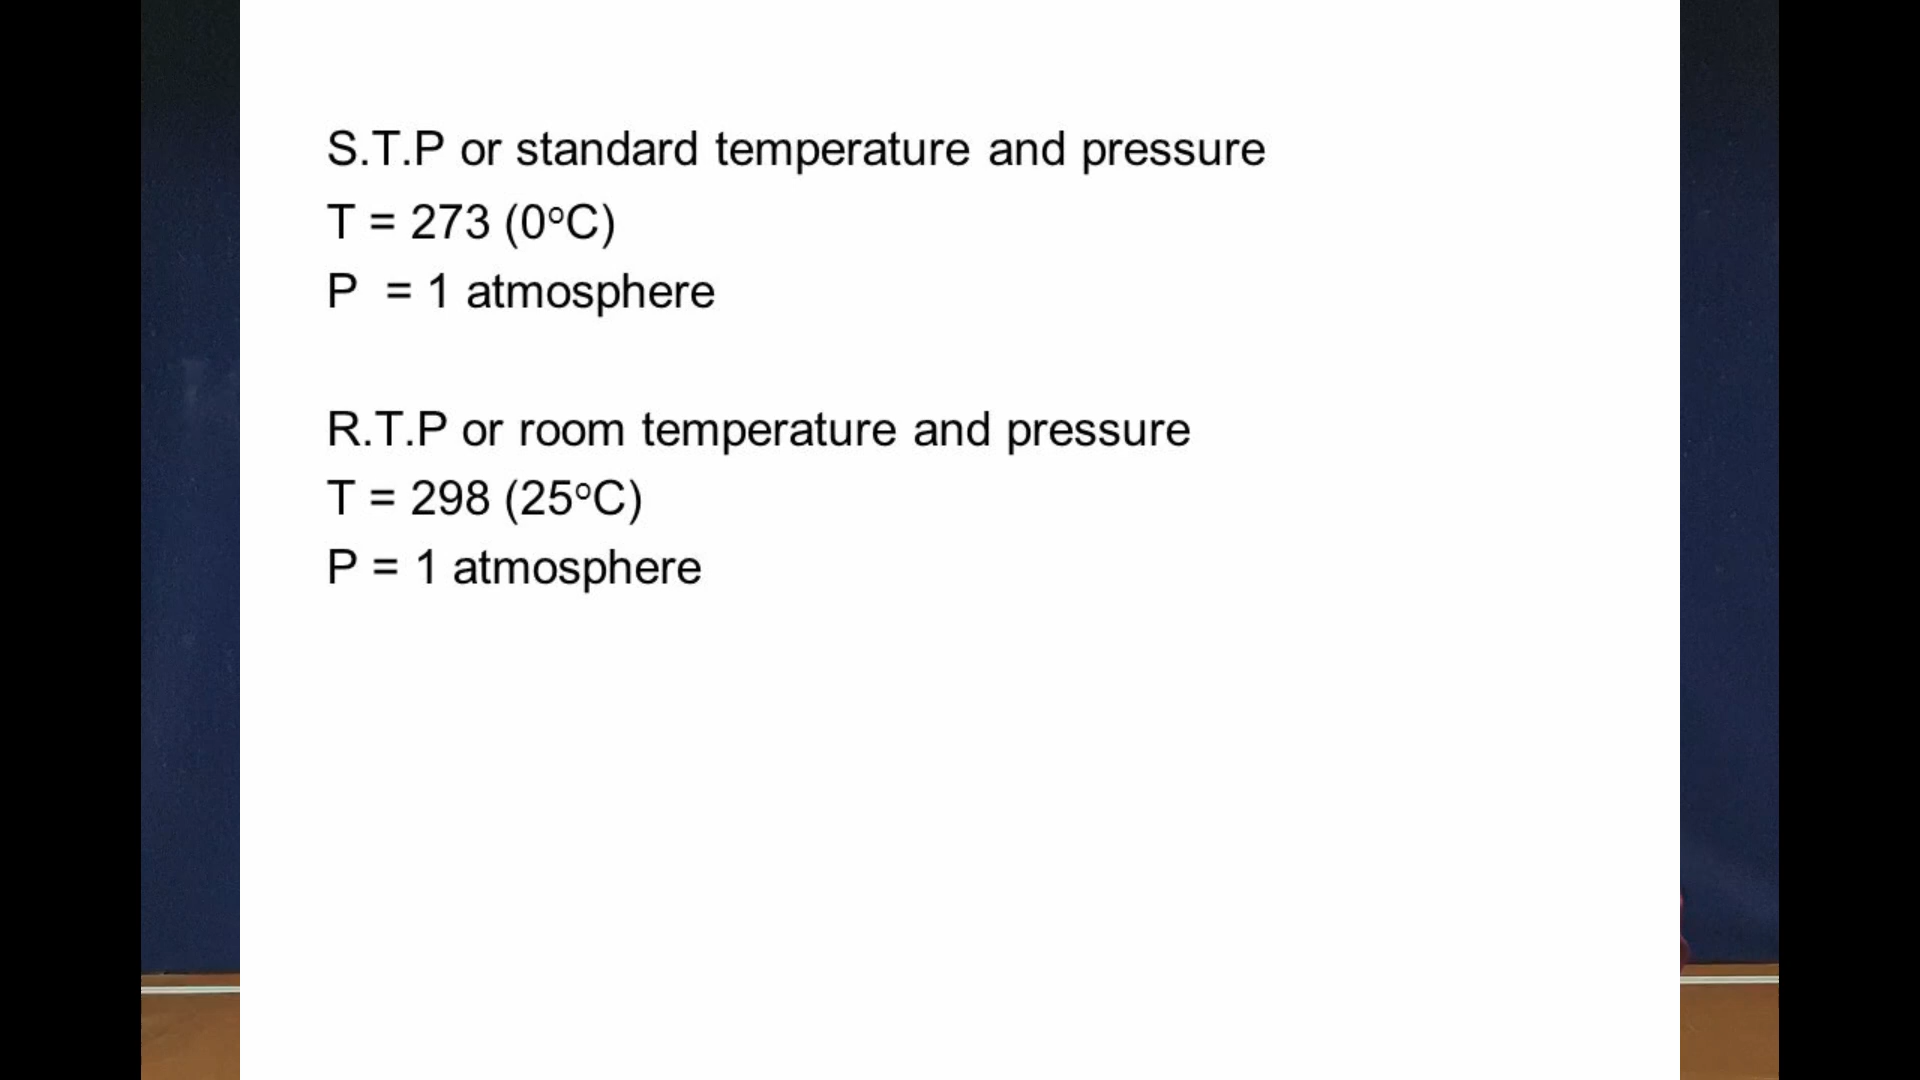 S.T.P or standard temperature and pressure
T = 273 (0°C)
P = 1 atmosphere
R.T.P or room temperature and pressure
T = 298 (25°C)
P = 1 atmosphere